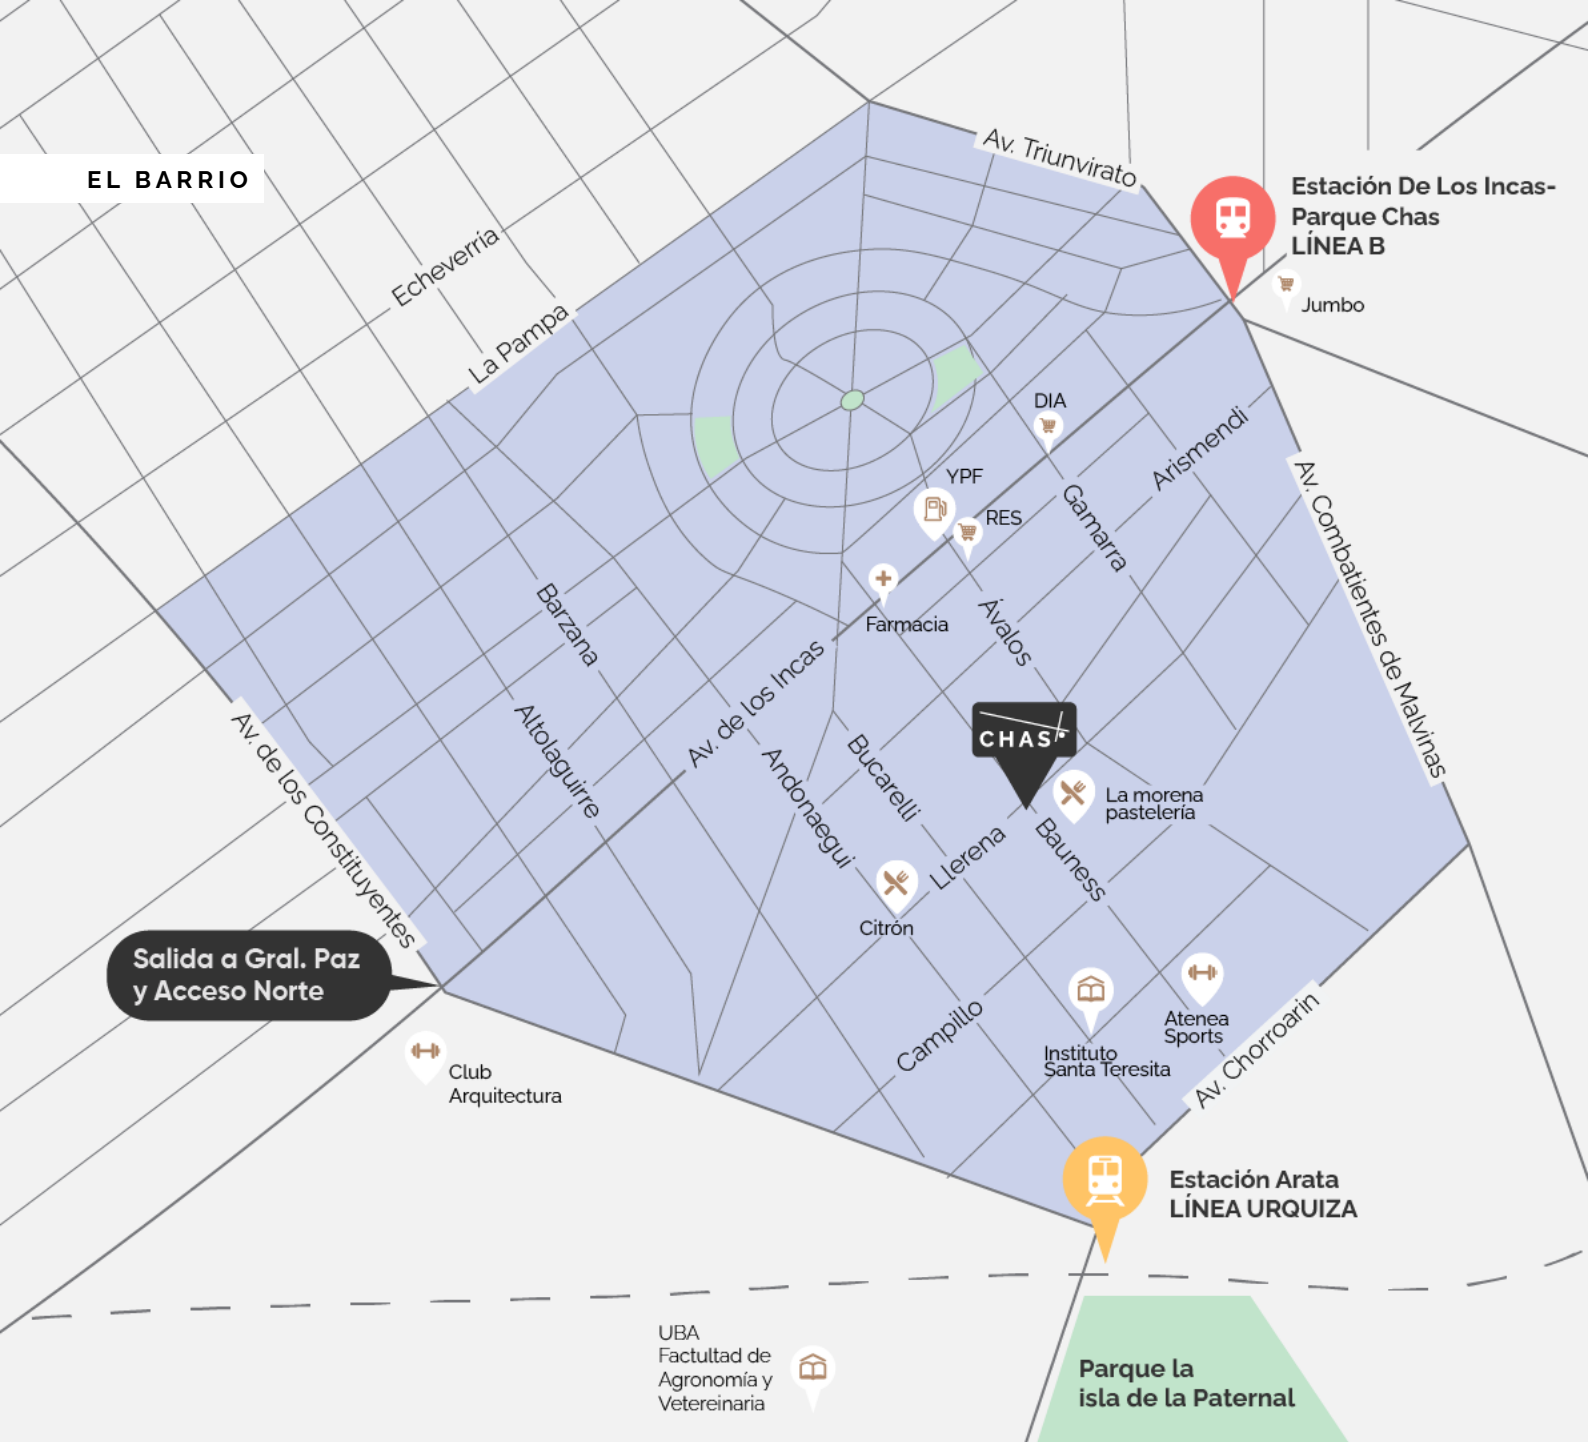 Av. Triunvirato
EL BARRIO
Estación De Los Incas-
Parque Chas
LÍNEA B
Echeverría
Jumbo
La Pampa
DIA
Arismendi
YPF
Gamarra
RES
Av. Combatientes de Malvinas
Farmacia
Barzana
Ávalos
Av. de los Incas
Altolaguirre
CHAS
Av. de los Constituyentes
Andonaegui
Bucarelli
La morena
pastelería
Llerena
Bauness
Citrón
Salida a Gral. Paz
y Acceso Norte
Campillo
Atenea
Sports
Instituto
Santa Teresita
Av. Chorroarin
Club
Arquitectura
Estación Arata
LÍNEA URQUIZA
UBA
Factultad de
Agronomía y
Vetereinaria
Parque la
isla de la Paternal